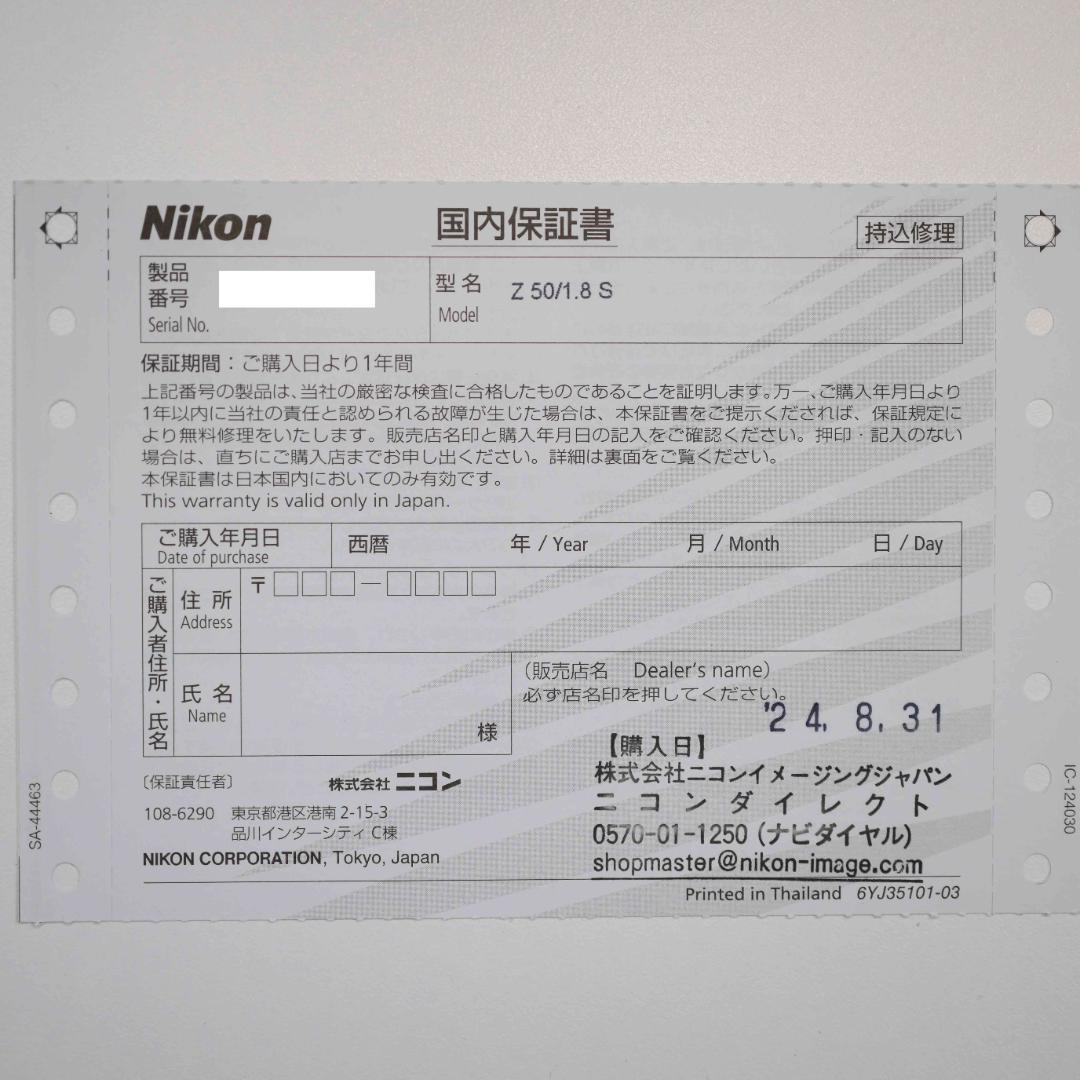 Nikon
国内保証書
持込修理
製品
番号
Serial No.
型名
Model
Z 50/1.8 S
保証期間：ご購入日より1年間
上記番号の製品は、当社の厳密な検査に合格したものであることを証明します。万一、ご購入年月日より
1年以内に当社の責任と認められる故障が生じた場合は、本保証書をご提示くだされば、保証規定に
より無料修理をいたします。販売店名印と購入年月日の記入をご確認ください。押印・記入のない
場合は、直ちにご購入店までお申し出ください。詳細は裏面をご覧ください。
本保証書は日本国内においてのみ有効です。
This warranty is valid only in Japan.
ご購入年月日
Date of purchase
西暦 年 / Year 月 / Month 日 / Day
ご購入者住所・氏名
住所
Address
〒□□□—□□□□
氏名
Name
様
（販売店名 Dealer's name）
必ず店名印を押してください。
'24. 8. 31
【購入日】
株式会社ニコンイメージングジャパン
ニコンダイレクト
0570-01-1250（ナビダイヤル）
shopmaster@nikon-image.com
〔保証責任者〕 株式会社 ニコン
108-6290 東京都港区港南 2-15-3
品川インターシティ C棟
NIKON CORPORATION, Tokyo, Japan
Printed in Thailand 6YJ35101-03
SA-44463
IC-124030